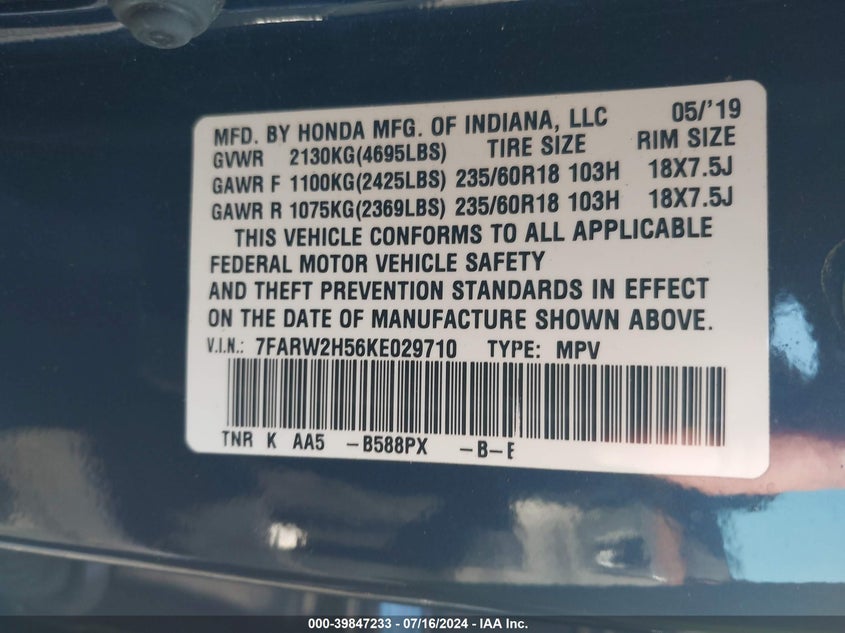 MFD. BY HONDA MFG. OF INDIANA, LLC 05/'19
GVWR 2130KG(4695LBS) TIRE SIZE RIM SIZE
GAWR F 1100KG(2425LBS) 235/60R18 103H 18X7.5J
GAWR R 1075KG(2369LBS) 235/60R18 103H 18X7.5J
THIS VEHICLE CONFORMS TO ALL APPLICABLE
FEDERAL MOTOR VEHICLE SAFETY
AND THEFT PREVENTION STANDARDS IN EFFECT
ON THE DATE OF MANUFACTURE SHOWN ABOVE.
V.I.N.: 7FARW2H56KE029710 TYPE: MPV
TNR K AA5 -B588PX -B-E
000-39847233 - 07/16/2024 - IAA Inc.